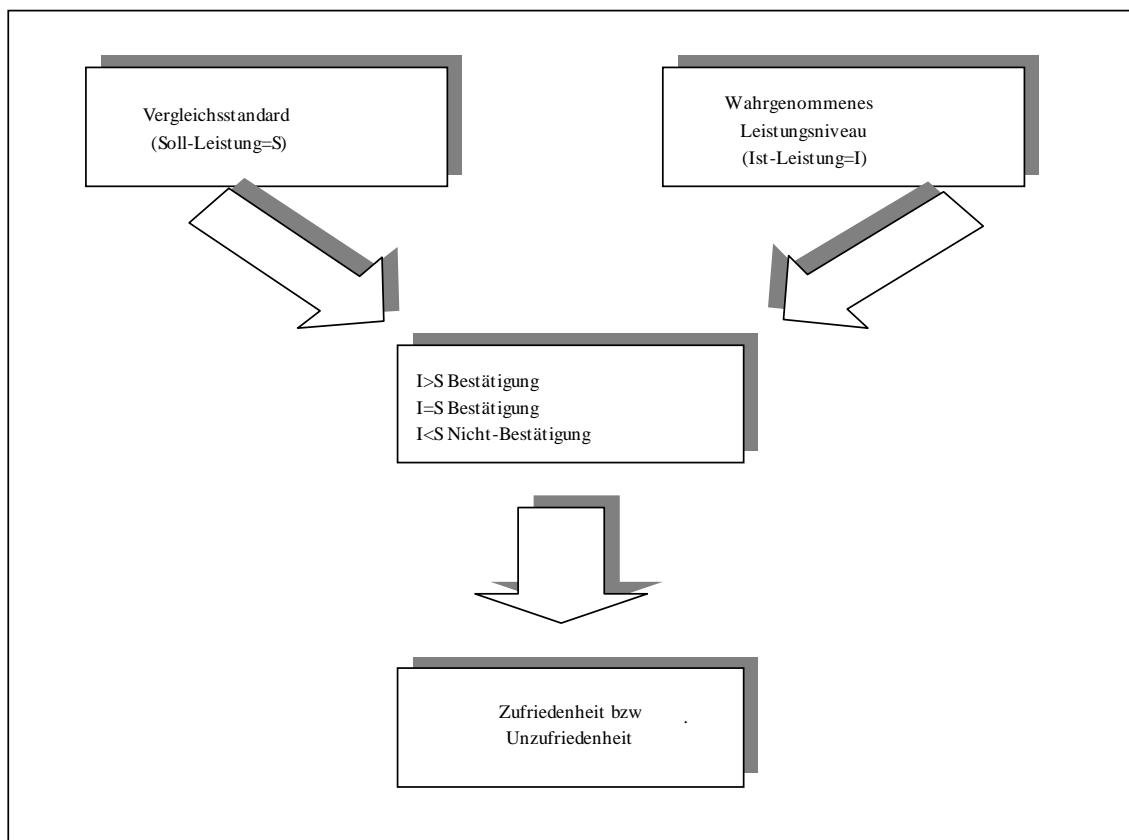 Vergleichsstandard
(Soll-Leistung=S)
Wahrgenommenes
Leistungsniveau
(Ist-Leistung=I)
I>S Bestätigung
I=S Bestätigung
I<S Nicht-Bestätigung
Zufriedenheit bzw .
Unzufriedenheit